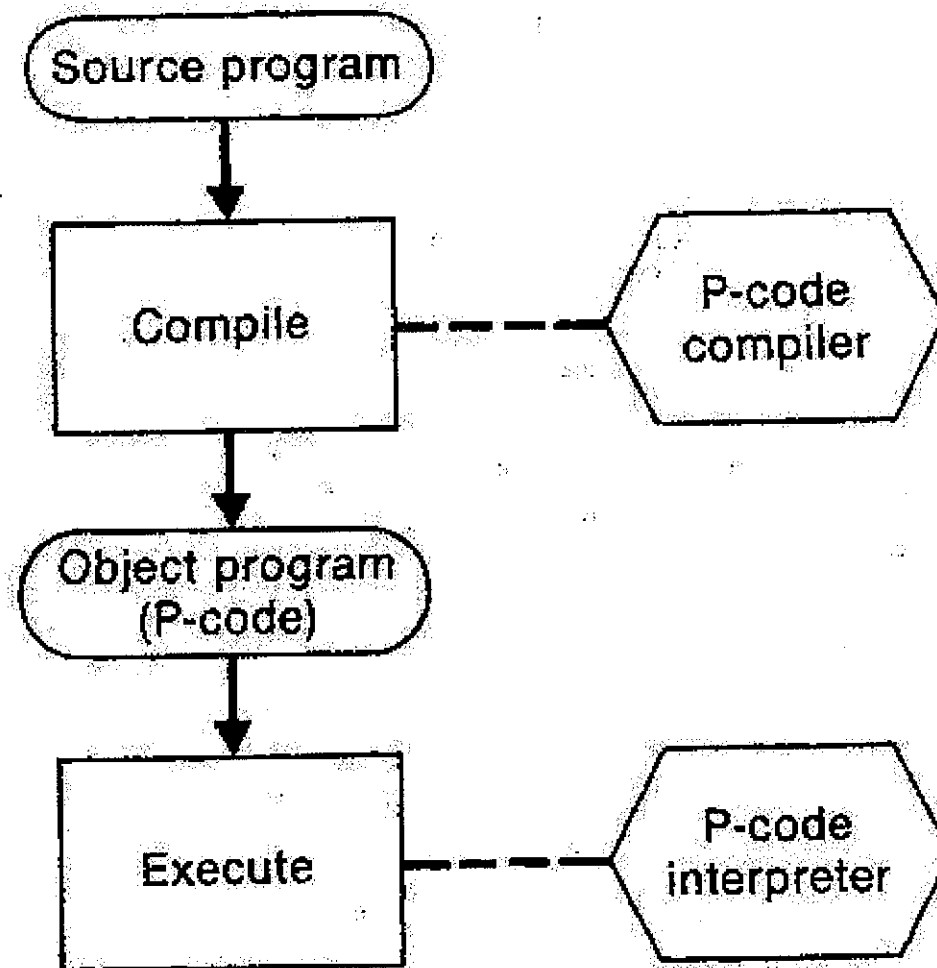 Source program
Compile
P-code
compiler
Object program
(P-code)
Execute
P-code
interpreter